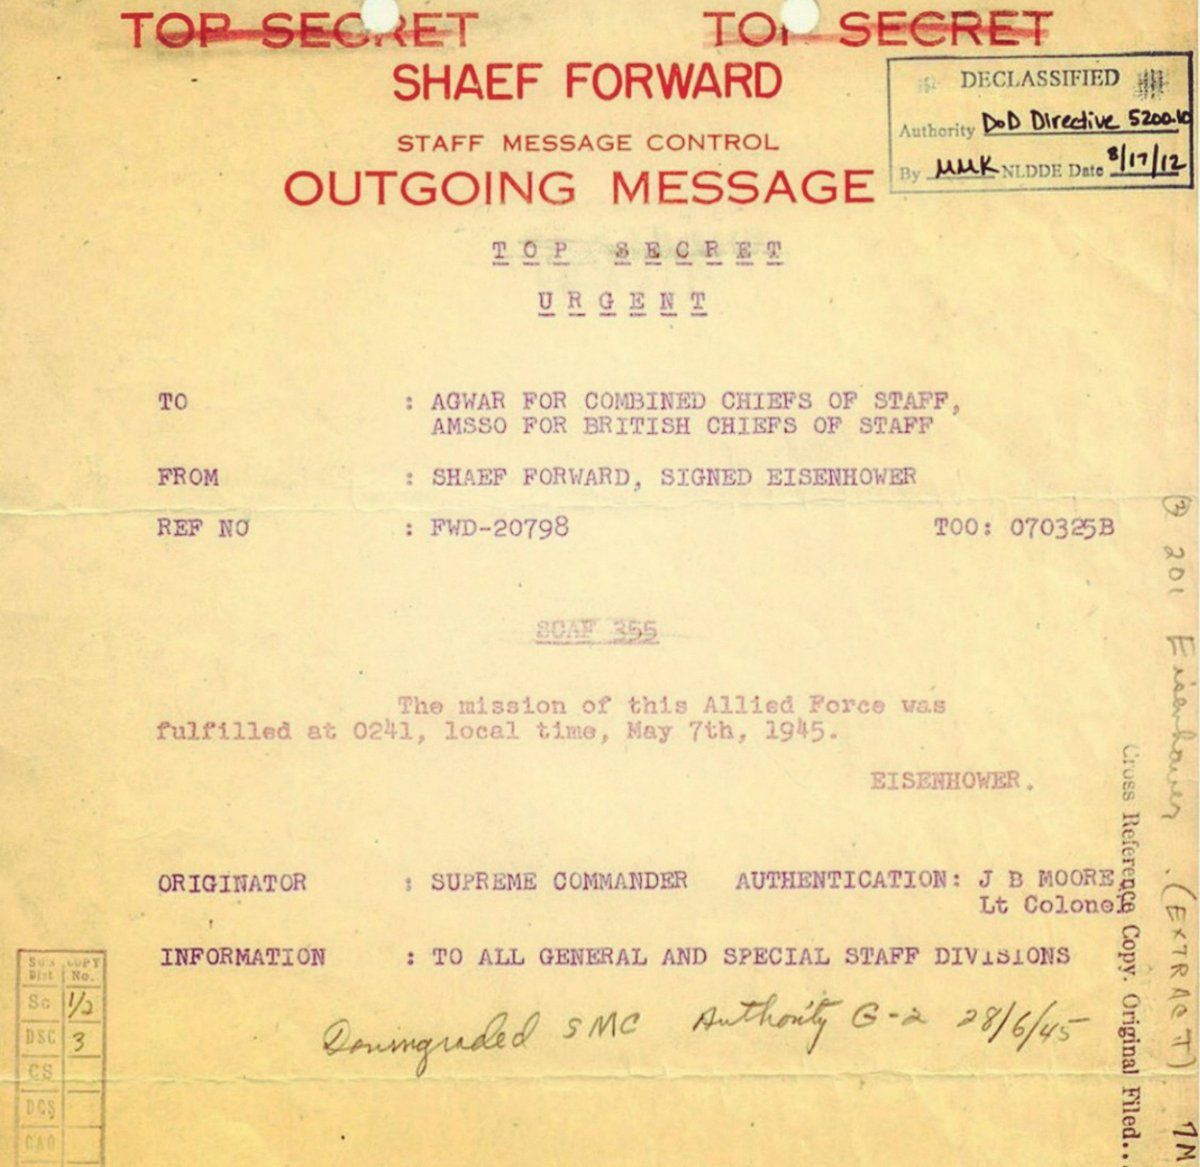 TOP SECRET TOP SECRET
SHAEF FORWARD
STAFF MESSAGE CONTROL
OUTGOING MESSAGE
DECLASSIFIED
Authority DoD Directive 5200.10
By MMK NLDDE Date 8/17/12
TOP SECRET
URGENT
TO : AGWAR FOR COMBINED CHIEFS OF STAFF,
AMSSO FOR BRITISH CHIEFS OF STAFF
FROM : SHAEF FORWARD, SIGNED EISENHOWER
REF NO : FWD-20798 TOO: 070325B
SCAF 355
The mission of this Allied Force was
fulfilled at 0241, local time, May 7th, 1945.
EISENHOWER.
ORIGINATOR : SUPREME COMMANDER AUTHENTICATION: J B MOORE,
Lt Colonel
INFORMATION : TO ALL GENERAL AND SPECIAL STAFF DIVISIONS
Downgraded SMC Authority G-2 28/6/45
Dist COPY No.
SC 1/2
DSC 3
CS
DCS
CAO
Cross Reference Copy. Original Filed..
201 Eisenhower. (EXTRACT)